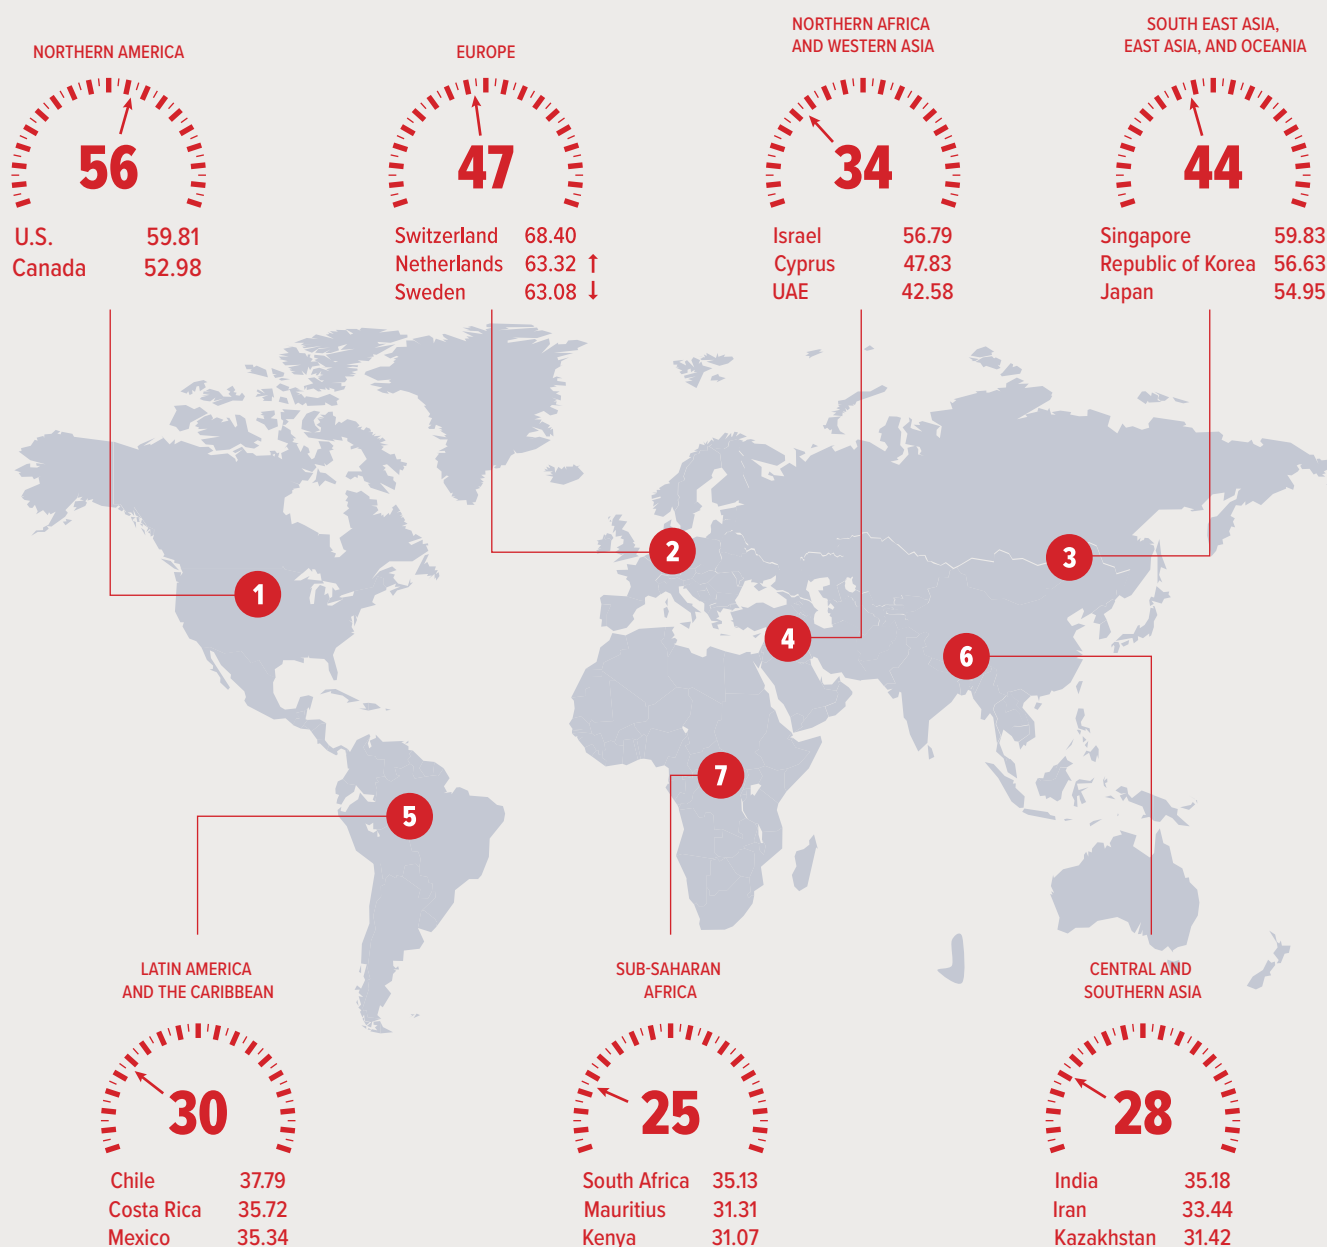 NORTHERN AMERICA
56
U.S. 59.81
Canada 52.98
EUROPE
47
Switzerland 68.40
Netherlands 63.32 ↑
Sweden 63.08 ↓
NORTHERN AFRICA
AND WESTERN ASIA
34
Israel 56.79
Cyprus 47.83
UAE 42.58
SOUTH EAST ASIA,
EAST ASIA, AND OCEANIA
44
Singapore 59.83
Republic of Korea 56.63
Japan 54.95
1
2
3
4
5
6
7
LATIN AMERICA
AND THE CARIBBEAN
30
Chile 37.79
Costa Rica 35.72
Mexico 35.34
SUB-SAHARAN
AFRICA
25
South Africa 35.13
Mauritius 31.31
Kenya 31.07
CENTRAL AND
SOUTHERN ASIA
28
India 35.18
Iran 33.44
Kazakhstan 31.42